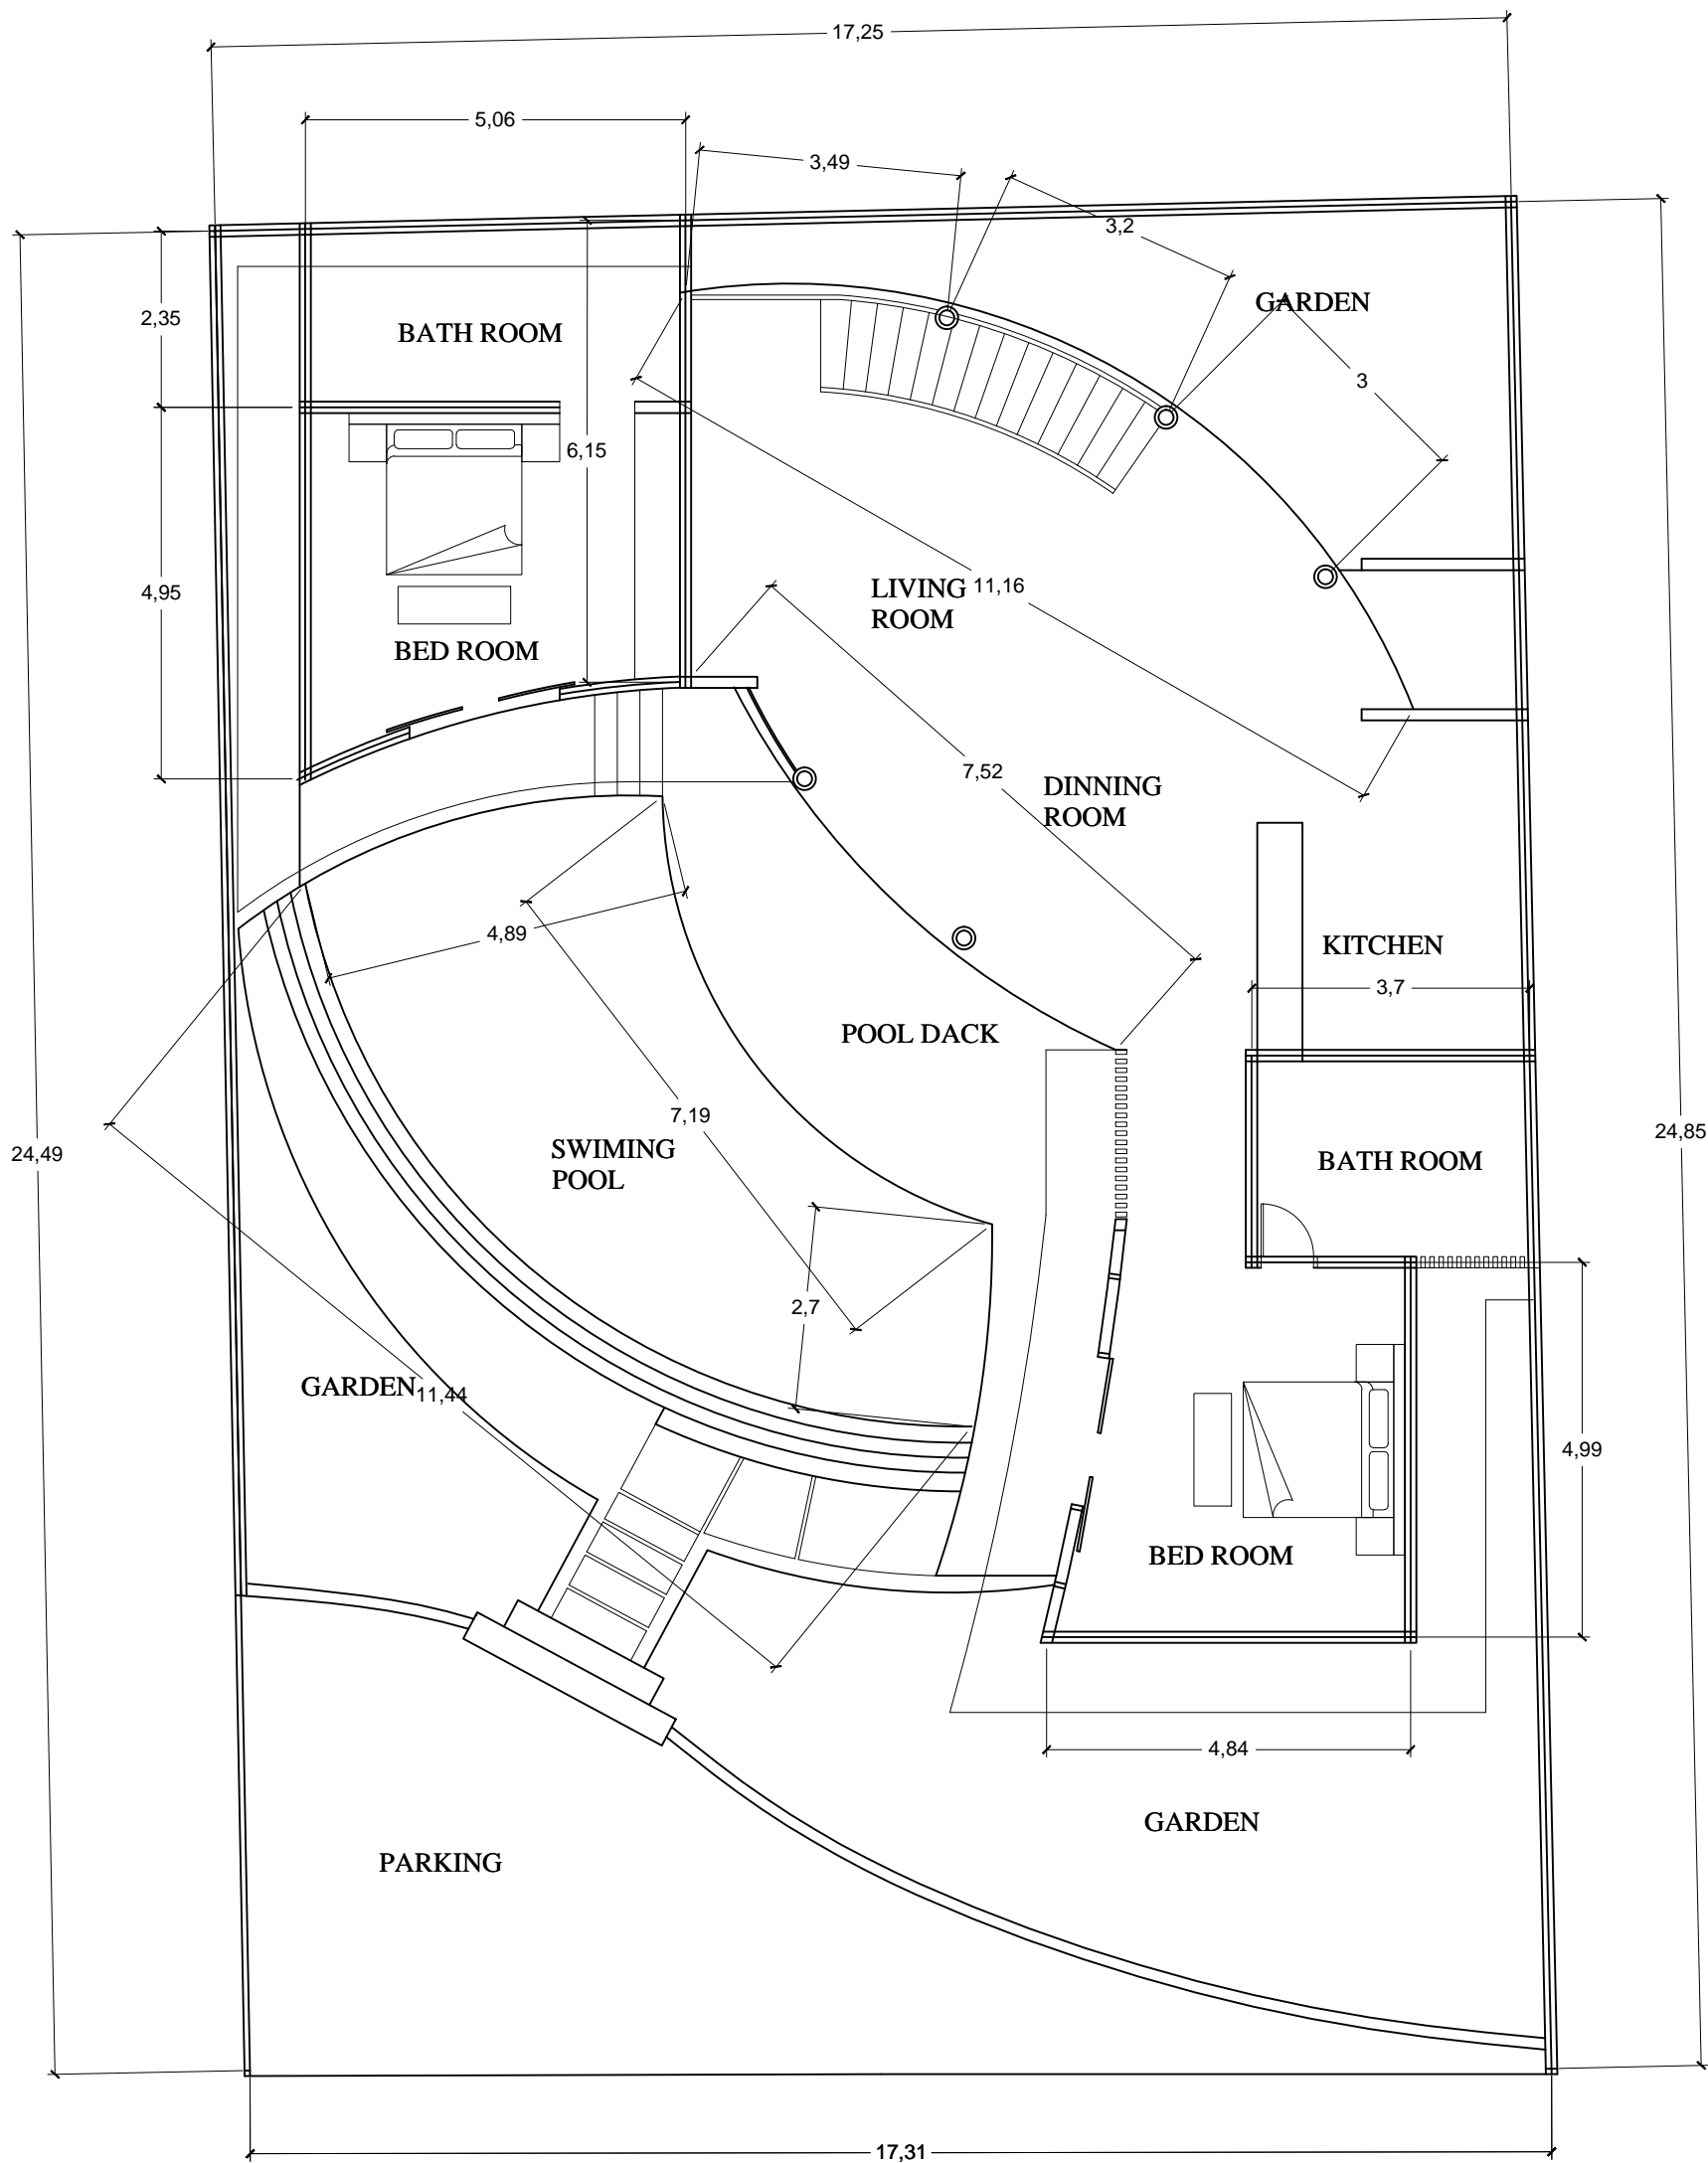 17,25
5,06
3,49
3,2
GARDEN
2,35
BATH ROOM
3
6,15
4,95
LIVING
ROOM
11,16
BED ROOM
7,52
DINNING
ROOM
4,89
KITCHEN
3,7
POOL DACK
7,19
24,49
24,85
SWIMING
POOL
BATH ROOM
2,7
GARDEN
11,44
4,99
BED ROOM
4,84
GARDEN
PARKING
17,31